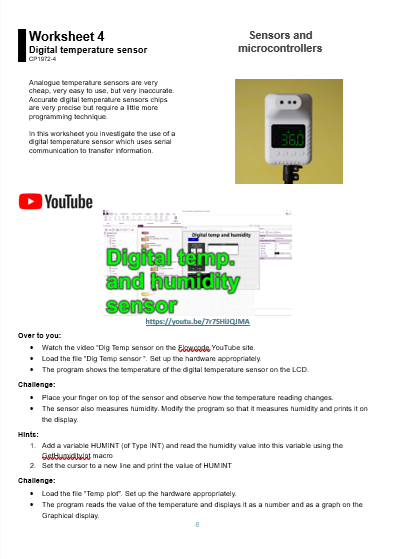 Worksheet 4
Digital temperature sensor
CP1972-4
Sensors and
microcontrollers
Analogue temperature sensors are very
cheap, very easy to use, but very inaccurate.
Accurate digital temperature sensors chips
are very precise but require a little more
programming technique.
In this worksheet you investigate the use of a
digital temperature sensor which uses serial
communication to transfer information.
36.0
YouTube
Digital temp and humidity
Digital temp.
and humidity
sensor
https://youtu.be/7r75HiJQJMA
Over to you:
• Watch the video "Dig Temp sensor on the Flowcode YouTube site.
• Load the file "Dig Temp sensor ". Set up the hardware appropriately.
• The program shows the temperature of the digital temperature sensor on the LCD.
Challenge:
• Place your finger on top of the sensor and observe how the temperature reading changes.
• The sensor also measures humidity. Modify the program so that it measures humidity and prints it on
the display.
Hints:
1. Add a variable HUMINT (of Type INT) and read the humidity value into this variable using the
GetHumidityInt macro
2. Set the cursor to a new line and print the value of HUMINT
Challenge:
• Load the file "Temp plot". Set up the hardware appropriately.
• The program reads the value of the temperature and displays it as a number and as a graph on the
Graphical display.
6